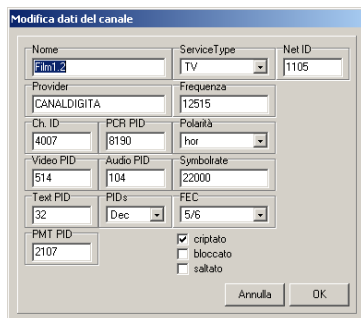 Modifica dati del canale
Nome ServiceType Net ID
Film1.2 TV 1105
Provider Frequenza
CANALDIGITA 12515
Ch. ID PCR PID Polarità
4007 8190 hor
Video PID Audio PID Symbolrate
514 104 22000
Text PID PIDs FEC
32 Dec 5/6
PMT PID
2107
criptato
bloccato
saltato
Annulla OK